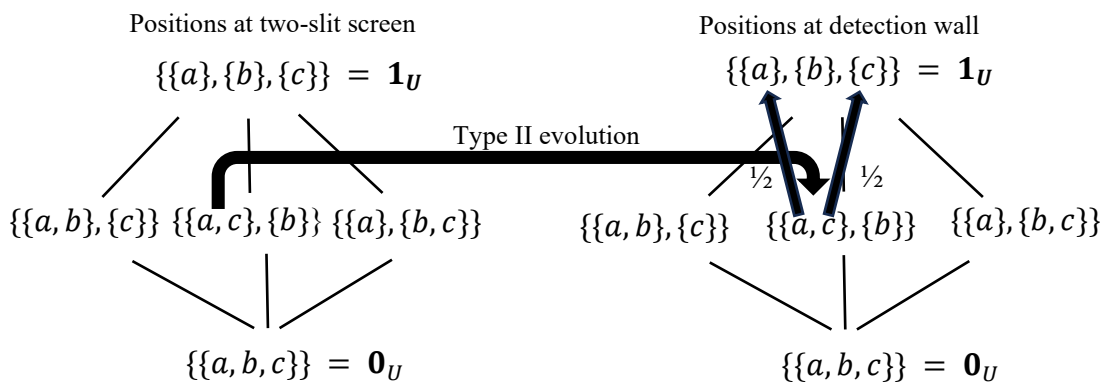 Positions at two-slit screen
Positions at detection wall
{{a}, {b}, {c}} = 1_U
{{a}, {b}, {c}} = 1_U
Type II evolution
½
½
{{a, b}, {c}} {{a, c}, {b}} {{a}, {b, c}}
{{a, b}, {c}} {{a, c}, {b}} {{a}, {b, c}}
{{a, b, c}} = 0_U
{{a, b, c}} = 0_U